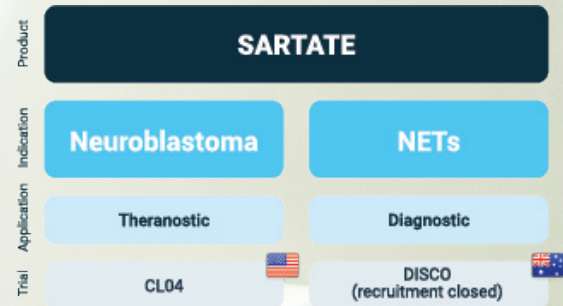 Product
SARTATE
Indication
Neuroblastoma
NETs
Application
Theranostic
Diagnostic
Trial
CL04
DISCO
(recruitment closed)